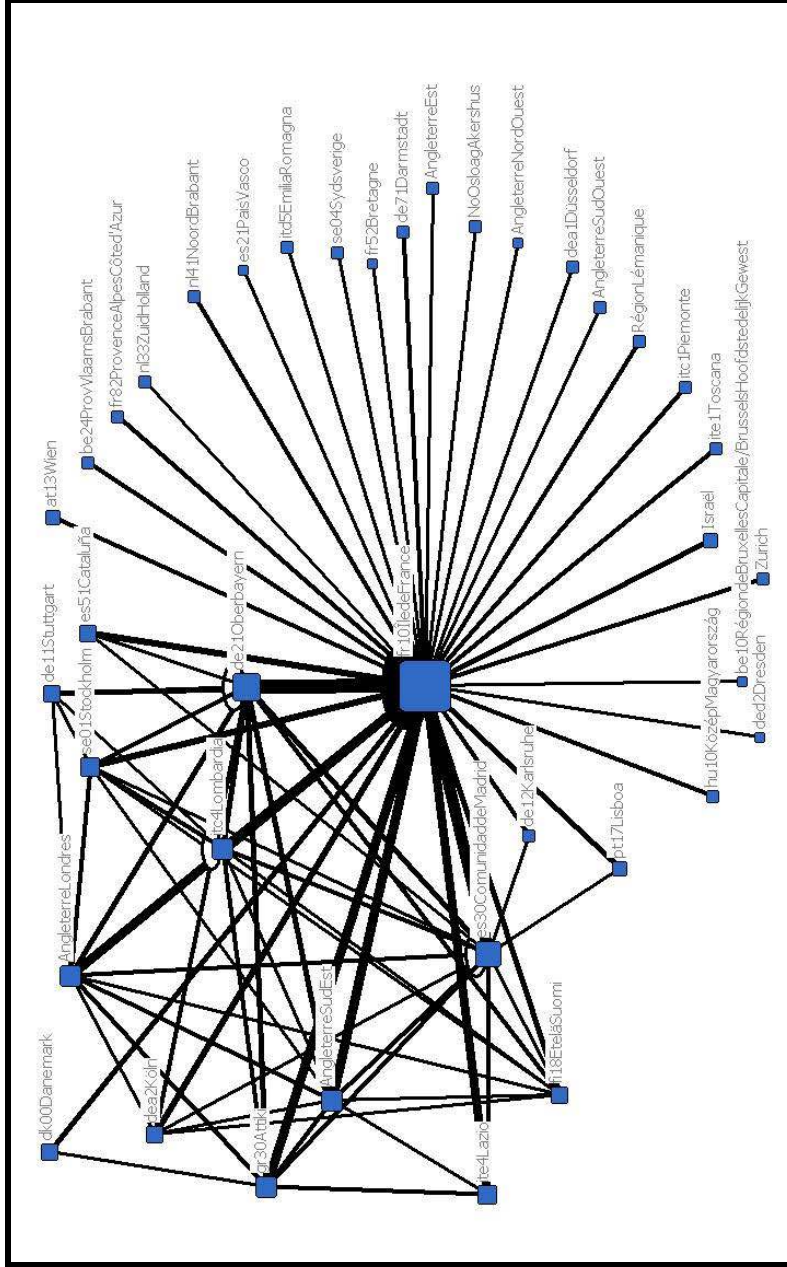 dk00Danemark
de11Stuttgart
at13Wien
AngleterreLondres
se01Stockholm
es51Cataluña
be24ProvVlaamsBrabant
fr82ProvenceAlpesCôted'Azur
nl33ZuidHolland
dea2Köln
nl41NoordBrabant
itc4Lombardia
de21Oberbayern
es21PaisVasco
gr30Attiki
itd5EmiliaRomagna
AngleterreSudEst
se04Sydsverige
fr52Bretagne
de71Darmstadt
fr10IledeFrance
AngleterreEst
NoOsloagAkershus
ite4Lazio
es30ComunidaddeMadrid
AngleterreNordOuest
de12Karlsruhe
fi18EteläSuomi
dea1Düsseldorf
AngleterreSudOuest
pt17Lisboa
RégionLémanique
itc1Piemonte
hu10KozépMagyarország
Israël
ite1Toscana
be10RégiondeBruxellesCapitale/BrusselsHoofdstedelijkGewest
ded2Dresden
Zurich